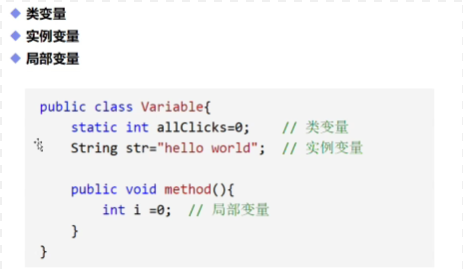 类变量
实例变量
局部变量
public class Variable{
    static int allClicks=0;    // 类变量
    String str="hello world";  // 实例变量
    public void method(){
        int i =0;  // 局部变量
    }
}